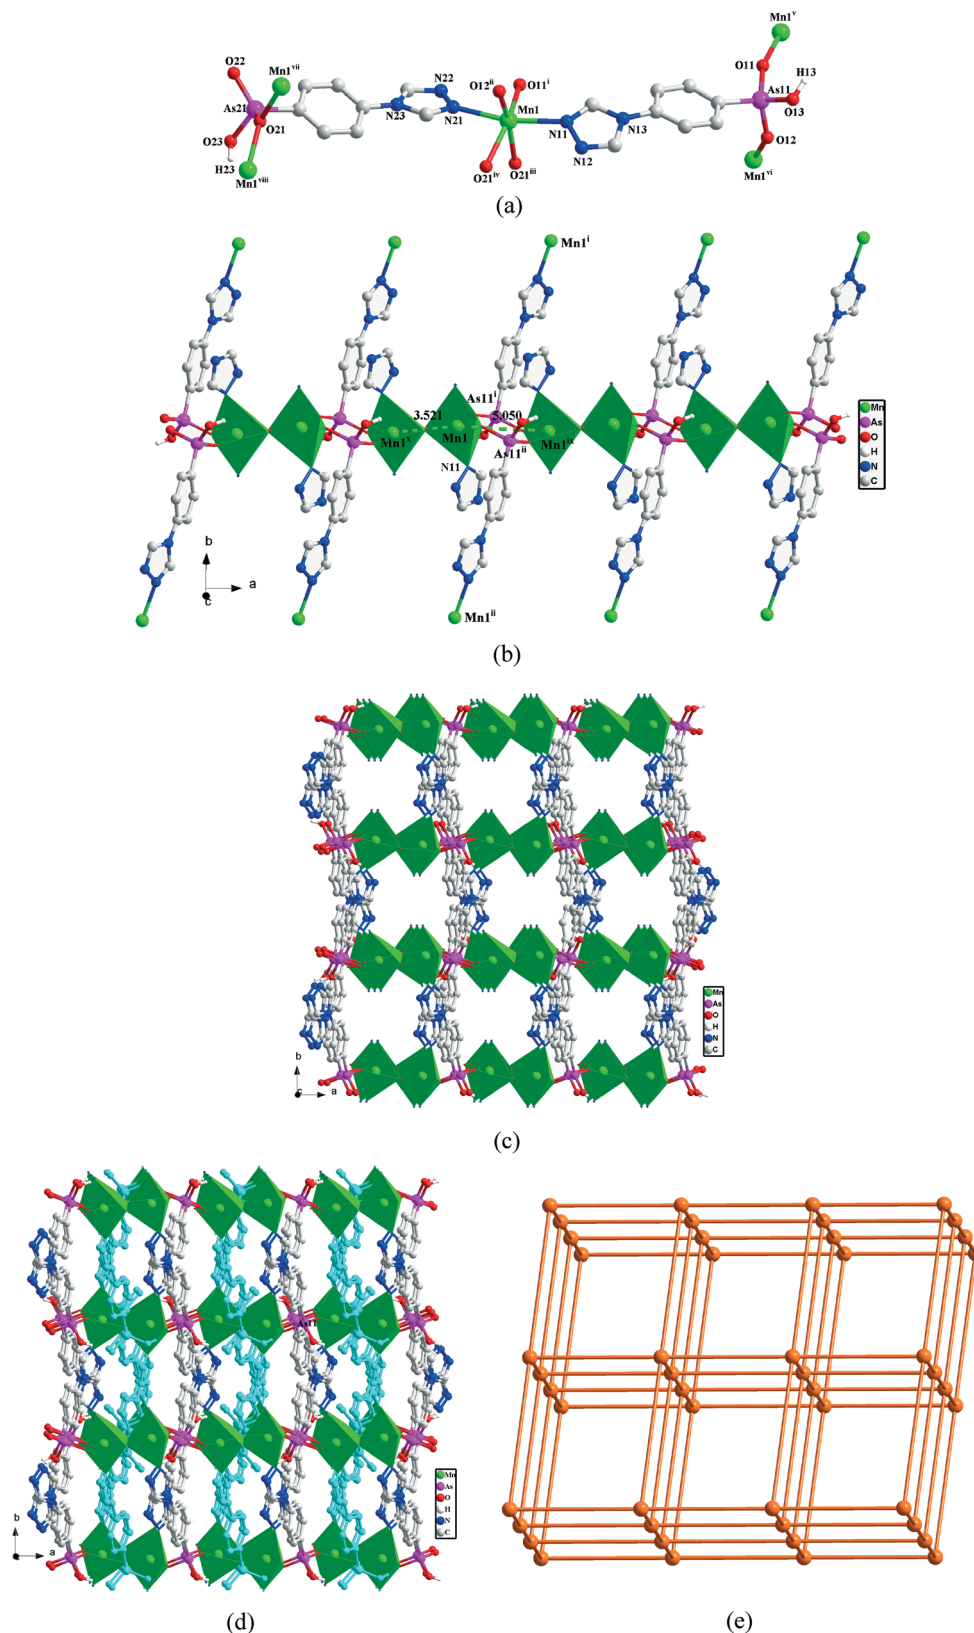 Mn1ᵛ
O22
Mn1ᵛⁱⁱ
N22
O12ⁱⁱ
O11ⁱ
O11
H13
As11
As21
Mn1
O13
O21
N23
N21
N11
N13
O23
O12
N12
H23
Mn1ᵛⁱⁱⁱ
O21ⁱᵛ
O21ⁱⁱⁱ
Mn1ᵛⁱ
(a)
Mn1ⁱ
As11ⁱ
3.521
5.050
Mn1ˣ
Mn1
Mn1ⁱˣ
As11ⁱⁱ
N11
Mn
As
O
H
N
C
b
a
c
Mn1ⁱⁱ
(b)
Mn
As
O
H
N
C
b
c
a
(c)
As11
Mn
As
O
H
N
C
b
c
a
(d)
(e)